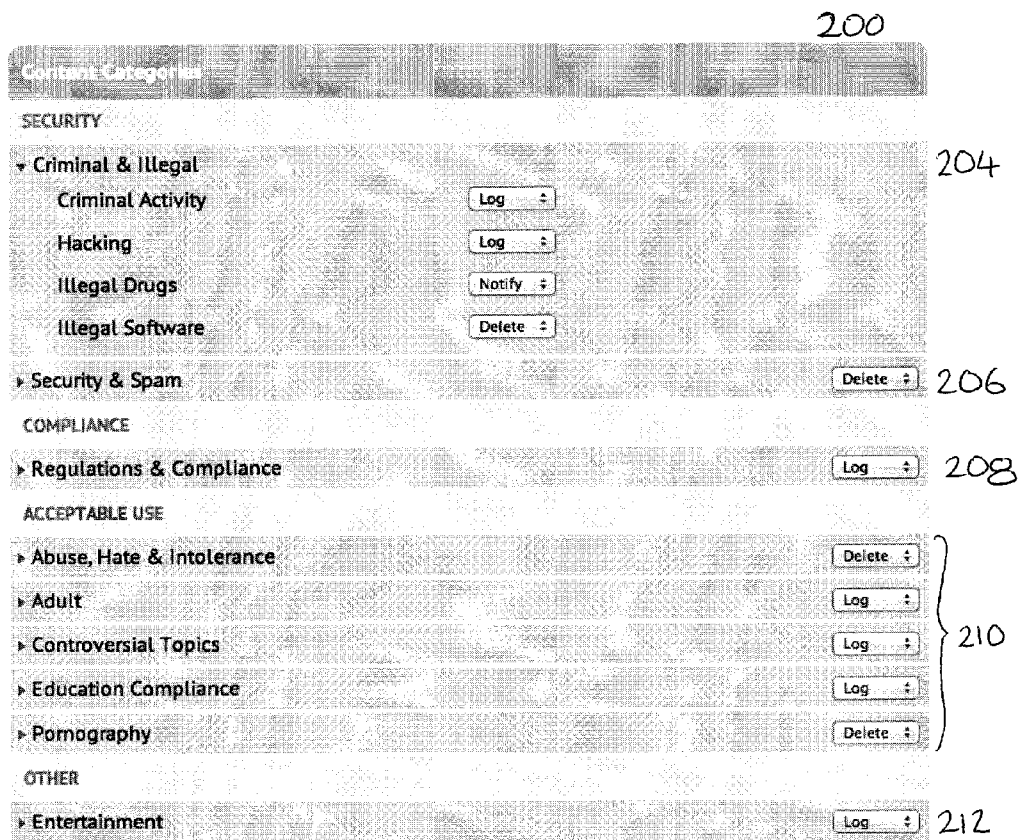 200
Content Categories
SECURITY
Criminal & Illegal 204
Criminal Activity Log
Hacking Log
Illegal Drugs Notify
Illegal Software Delete
Security & Spam Delete 206
COMPLIANCE
Regulations & Compliance Log 208
ACCEPTABLE USE
Abuse, Hate & Intolerance Delete
Adult Log
Controversial Topics Log 210
Education Compliance Log
Pornography Delete
OTHER
Entertainment Log 212